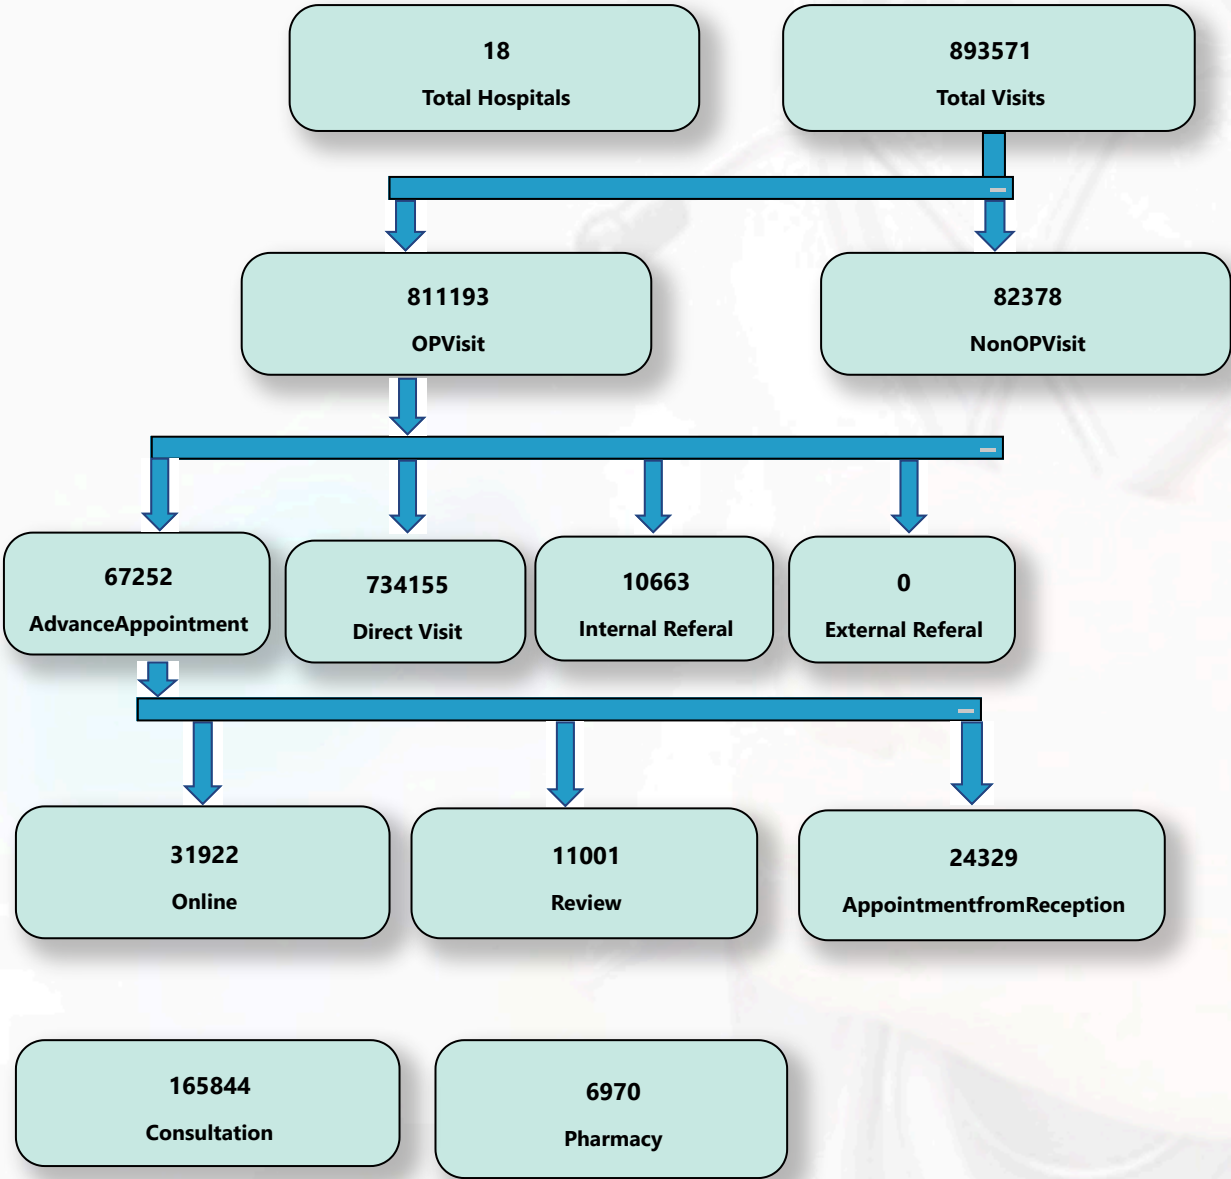 18
Total Hospitals
893571
Total Visits
811193
OPVisit
82378
NonOPVisit
67252
AdvanceAppointment
734155
Direct Visit
10663
Internal Referal
0
External Referal
31922
Online
11001
Review
24329
AppointmentfromReception
165844
Consultation
6970
Pharmacy